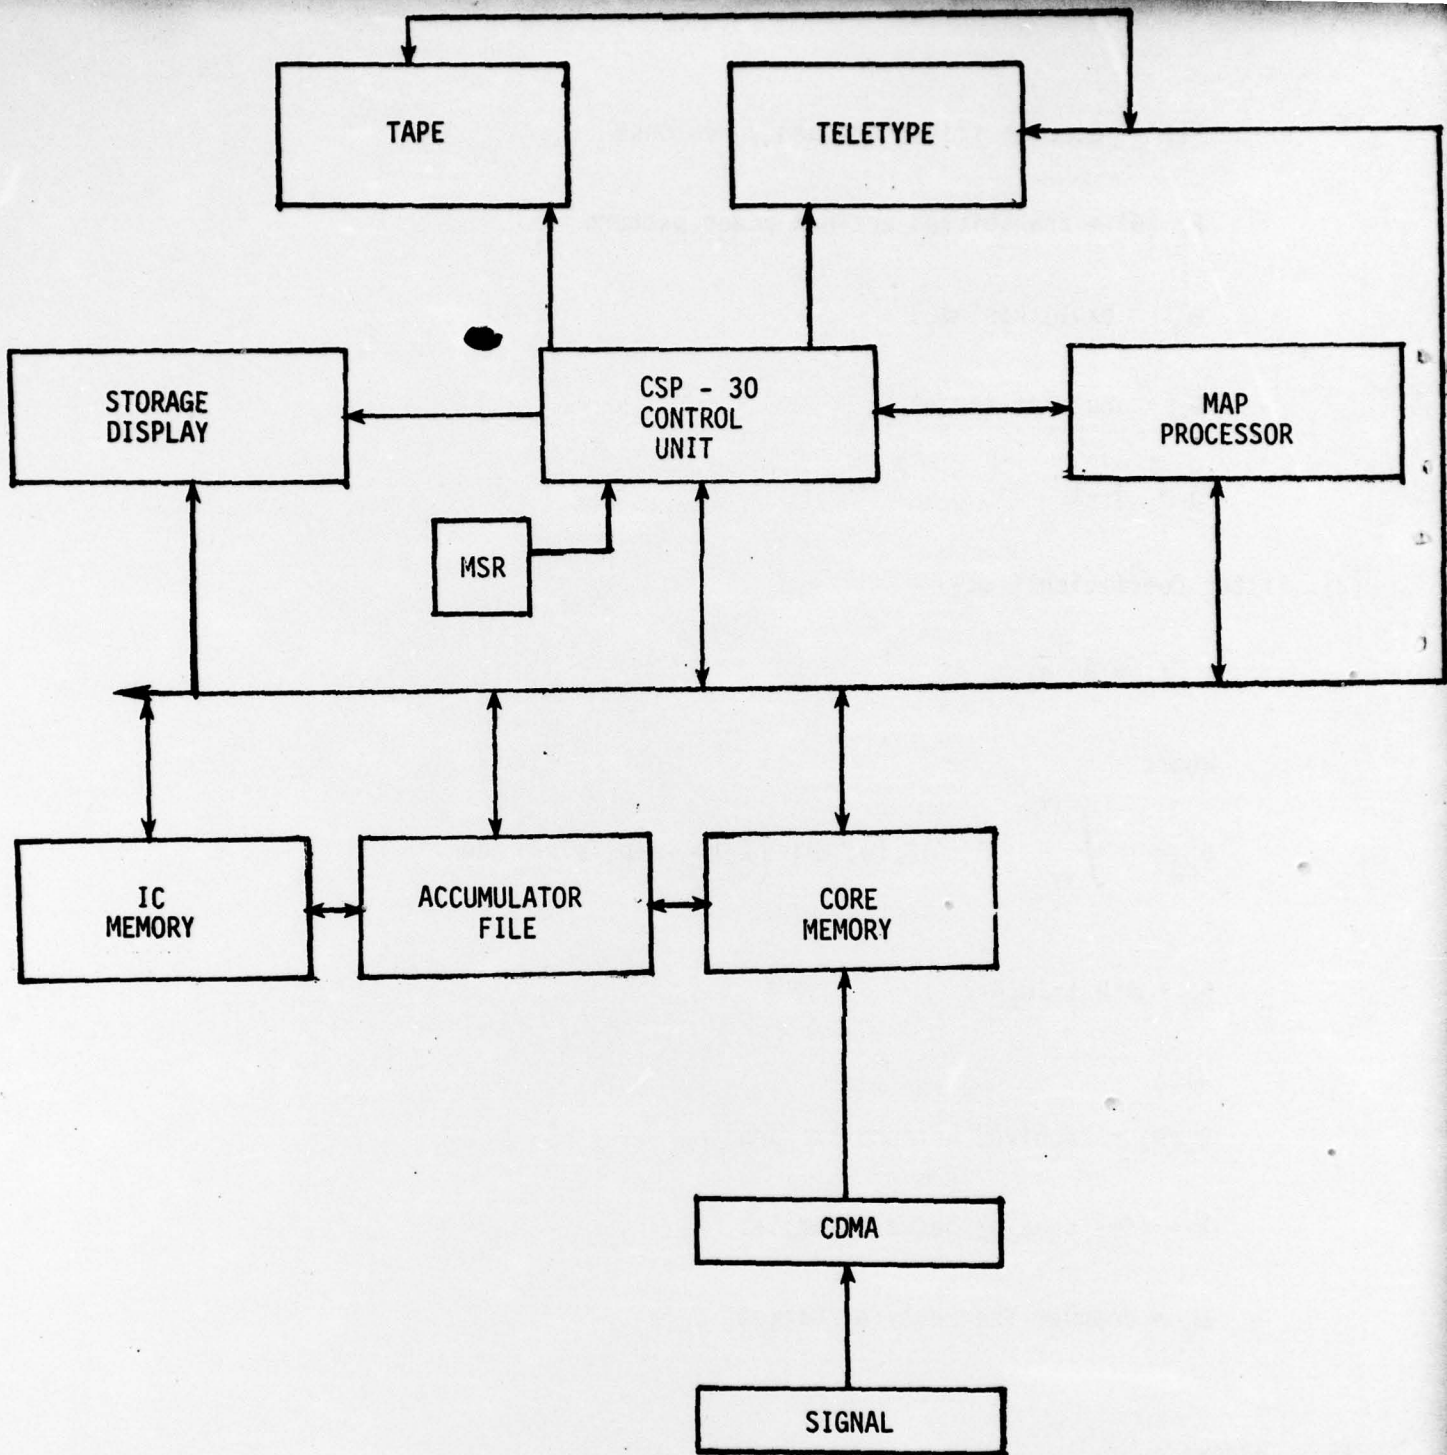 TAPE
TELETYPE
STORAGE
DISPLAY
CSP - 30
CONTROL
UNIT
MAP
PROCESSOR
MSR
IC
MEMORY
ACCUMULATOR
FILE
CORE
MEMORY
CDMA
SIGNAL